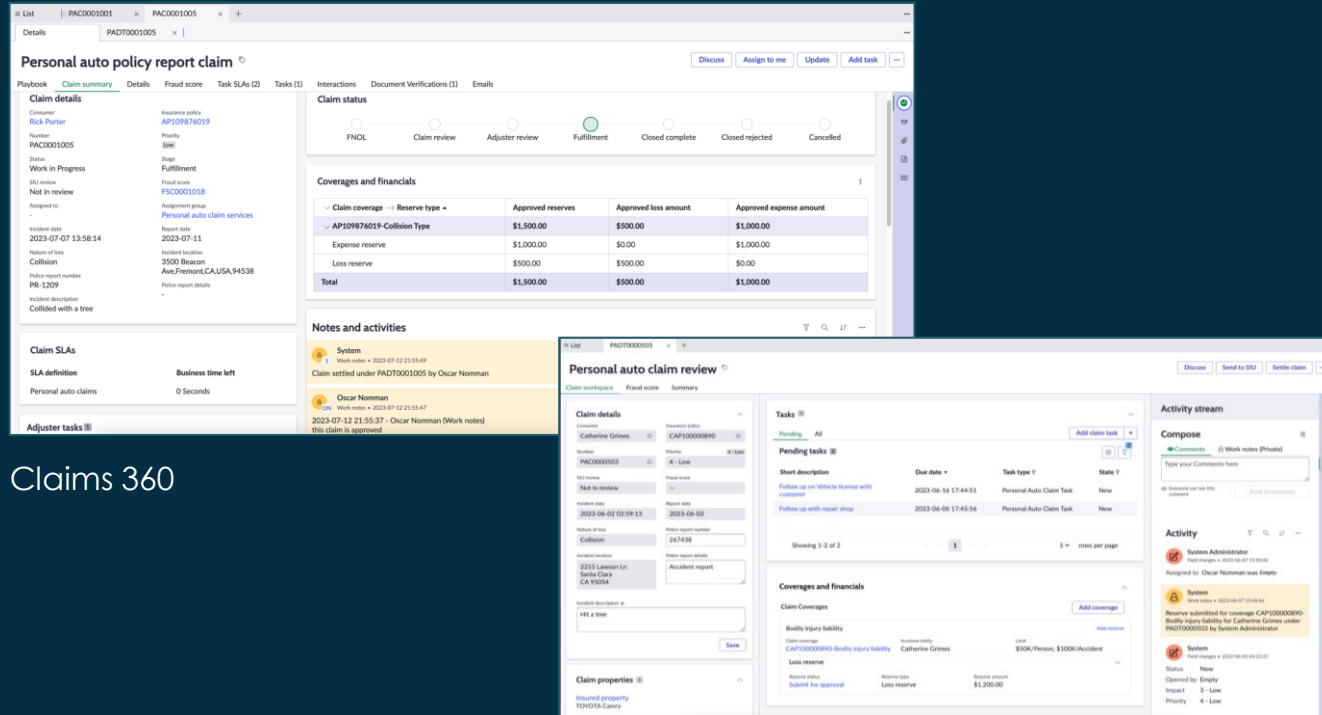 List PAC0001001 × PAC0001005 × +
Details PADT0001005 ×
Personal auto policy report claim
Discuss Assign to me Update Add task
Playbook Claim summary Details Fraud score Task SLAs (2) Tasks (1) Interactions Document Verifications (1) Emails
Claim details
Consumer Insurance policy
Rick Porter AP109876019
Number Priority
PAC0001005 Low
Status Stage
Work in Progress Fulfillment
SIU review Fraud score
Not in review FSC0001018
Assigned to Assignment group
- Personal auto claim services
Incident date Report date
2023-07-07 13:58:14 2023-07-11
Nature of loss Incident location
Collision 3500 Beacon
Ave,Fremont,CA,USA,94538
Police report number Police report details
PR-1209 -
Incident description
Collided with a tree
Claim SLAs
SLA definition Business time left
Personal auto claims 0 Seconds
Adjuster tasks
Claim status
FNOL Claim review Adjuster review Fulfillment Closed complete Closed rejected Cancelled
Coverages and financials
Claim coverage → Reserve type Approved reserves Approved loss amount Approved expense amount
AP109876019-Collision Type $1,500.00 $500.00 $1,000.00
Expense reserve $1,000.00 $0.00 $1,000.00
Loss reserve $500.00 $500.00 $0.00
Total $1,500.00 $500.00 $1,000.00
Notes and activities
System
S Work notes • 2023-07-12 21:55:49
Claim settled under PADT0001005 by Oscar Nomman
Oscar Nomman
ON Work notes • 2023-07-12 21:55:47
2023-07-12 21:55:37 - Oscar Nomman (Work notes)
this claim is approved
Claims 360
List PADT0000503 × +
Personal auto claim review
Discuss Send to SIU Settle claim
Claim workspace Fraud score Summary
Claim details
Consumer Insurance policy
Catherine Grimes CAP100000890
Number Priority 4 - Low
PAC0000503 4 - Low
SIU review Fraud score
Not in review --
Incident date Report date
2023-06-02 02:59:13 2023-06-02
Nature of loss Police report number
Collision 267438
Incident location Police report details
2215 Lawson Ln Accident report
Santa Clara
CA 95054
Incident description
Hit a tree
Save
Claim properties
Insured property
TOYOTA Camry
Tasks
Pending All Add claim task
Pending tasks
Short description Due date Task type State
Follow up on Vehicle license with
customer 2023-06-16 17:44:51 Personal Auto Claim Task New
Follow up with repair shop 2023-06-06 17:45:56 Personal Auto Claim Task New
Showing 1-2 of 2 1 5 rows per page
Coverages and financials
Claim Coverages Add coverage
Bodily injury liability Add reserve
Claim coverage Involved entity Limit
CAP100000890-Bodily injury liability Catherine Grimes $50K/Person, $100K/Accident
Loss reserve
Reserve status Reserve type Reserve amount
Submit for approval Loss reserve $1,200.00
Activity stream
Compose
Comments Work notes (Private)
Type your Comments here
Everyone can see this
comment Post Comments
Activity
System Administrator
Assigned to Oscar Nomman was Empty
System
Reserve submitted for coverage CAP100000890-
Bodily injury liability for Catherine Grimes under
PADT0000503 by System Administrator
System
Status New
Opened by Empty
Impact 3 - Low
Priority 4 - Low